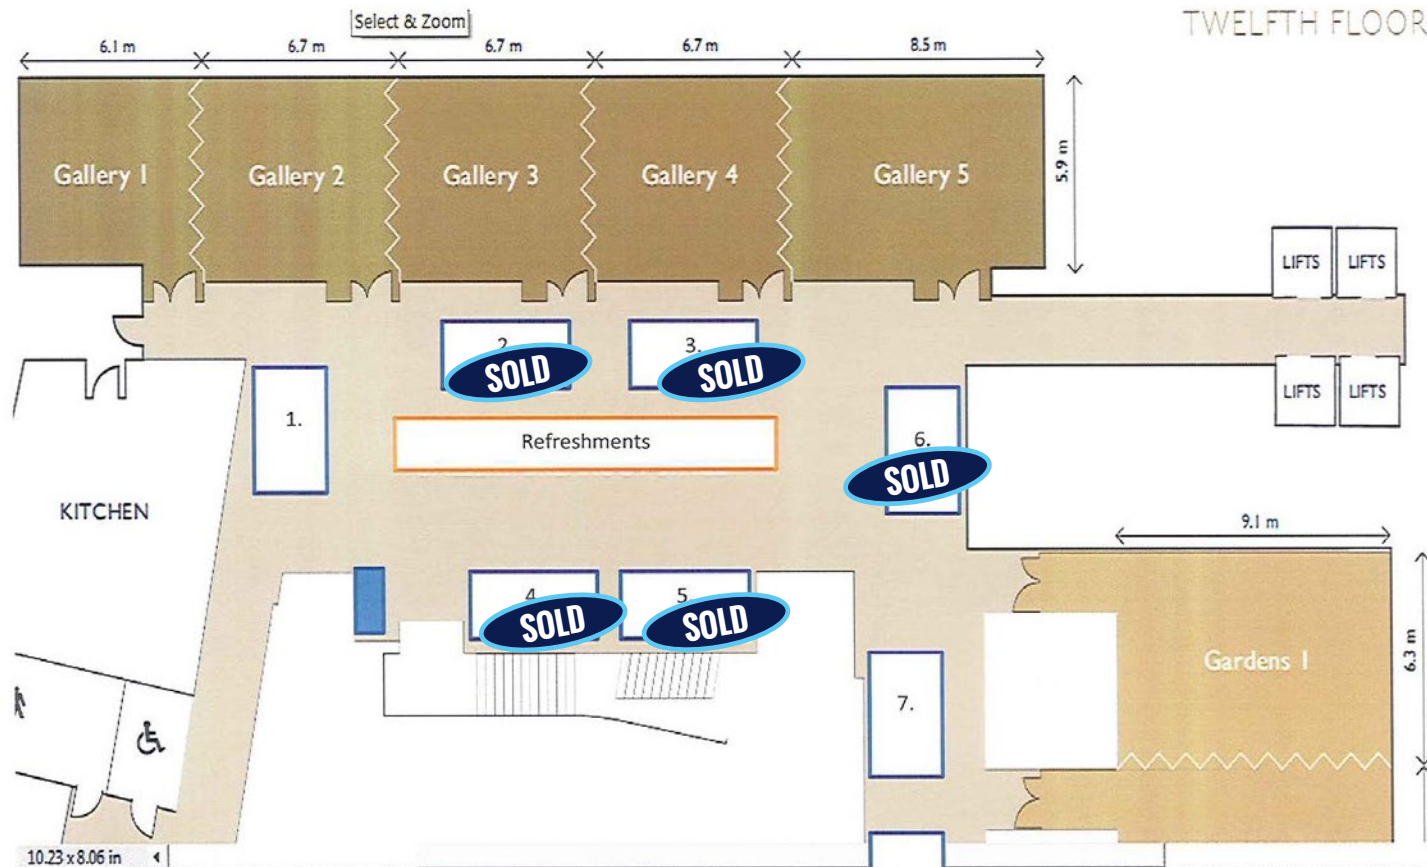 Select & Zoom
TWELFTH FLOOR
6.1 m
6.7 m
6.7 m
6.7 m
8.5 m
Gallery 1
Gallery 2
Gallery 3
Gallery 4
Gallery 5
5.9 m
LIFTS
LIFTS
2.
SOLD
3.
SOLD
LIFTS
LIFTS
1.
Refreshments
6.
SOLD
KITCHEN
9.1 m
4.
SOLD
5.
SOLD
Gardens 1
6.3 m
7.
10.23 x 8.06 in